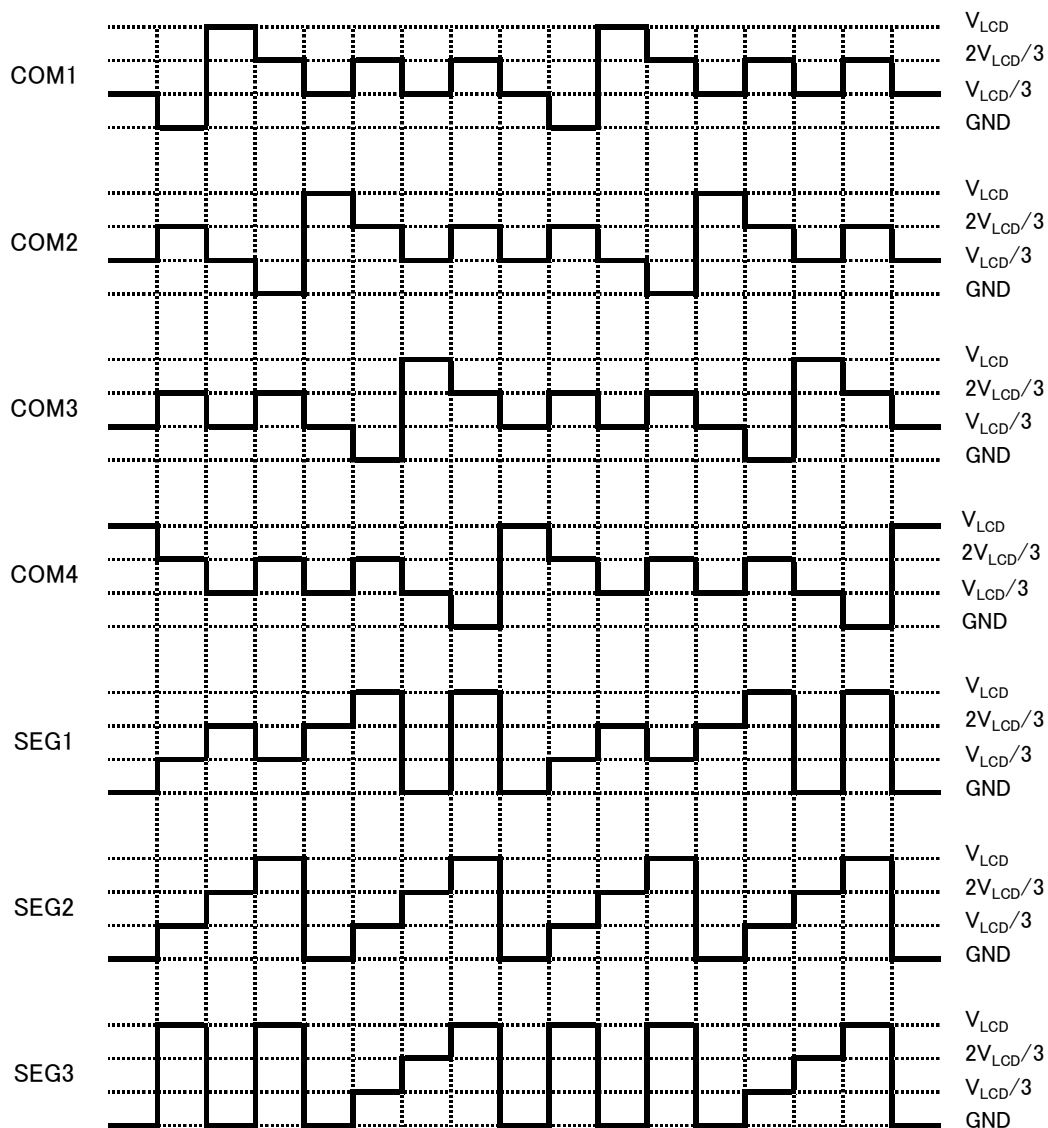 COM1
V_LCD
2V_LCD/3
V_LCD/3
GND
COM2
V_LCD
2V_LCD/3
V_LCD/3
GND
COM3
V_LCD
2V_LCD/3
V_LCD/3
GND
COM4
V_LCD
2V_LCD/3
V_LCD/3
GND
SEG1
V_LCD
2V_LCD/3
V_LCD/3
GND
SEG2
V_LCD
2V_LCD/3
V_LCD/3
GND
SEG3
V_LCD
2V_LCD/3
V_LCD/3
GND